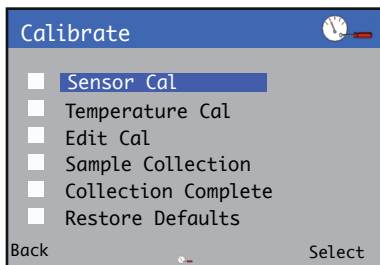 Calibrate
Sensor Cal
Temperature Cal
Edit Cal
Sample Collection
Collection Complete
Restore Defaults
Back Select